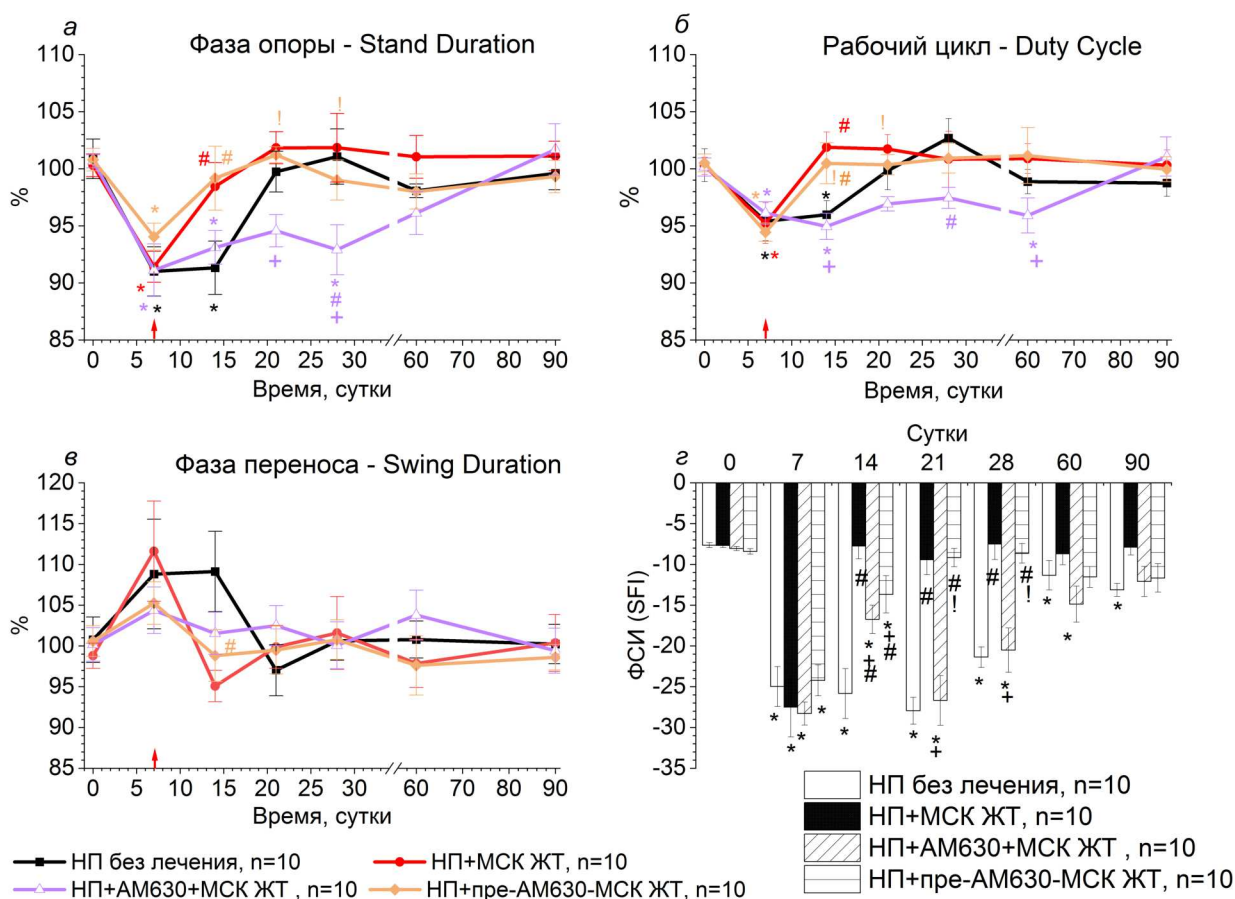 а
Фаза опоры - Stand Duration
110
105
100
95
90
85
%
! !
# #
*
*
*
* *
*
+
*
#
+
0 5 10 15 20 25 30 60 70 80 90
Время, сутки
б
Рабочий цикл - Duty Cycle
110
105
100
95
90
85
%
# !
!#
* *
*
* *
*
+
#
*
+
0 5 10 15 20 25 30 60 70 80 90
Время, сутки
в
Фаза переноса - Swing Duration
120
115
110
105
100
95
90
85
%
#
0 5 10 15 20 25 30 60 70 80 90
Время, сутки
г
Сутки
0 7 14 21 28 60 90
0
-5
-10
-15
-20
-25
-30
-35
ФСИ (SFI)
* * * *
* # *+# *+#
* # *+ #!
* # *+ #!
* *
*
НП без лечения, n=10
НП+МСК ЖТ, n=10
НП+АМ630+МСК ЖТ , n=10
НП+пре-АМ630-МСК ЖТ, n=10
НП без лечения, n=10 НП+МСК ЖТ, n=10
НП+АМ630+МСК ЖТ , n=10 НП+пре-АМ630-МСК ЖТ, n=10